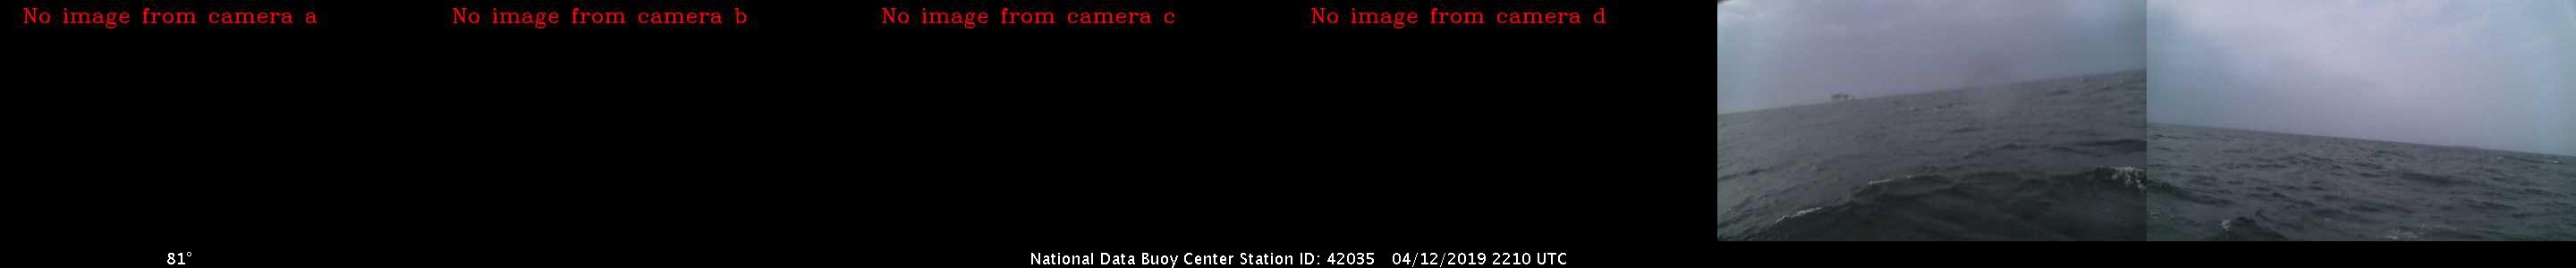 No image from camera a
No image from camera b
No image from camera c
No image from camera d
81°
National Data Buoy Center Station ID: 42035 04/12/2019 2210 UTC